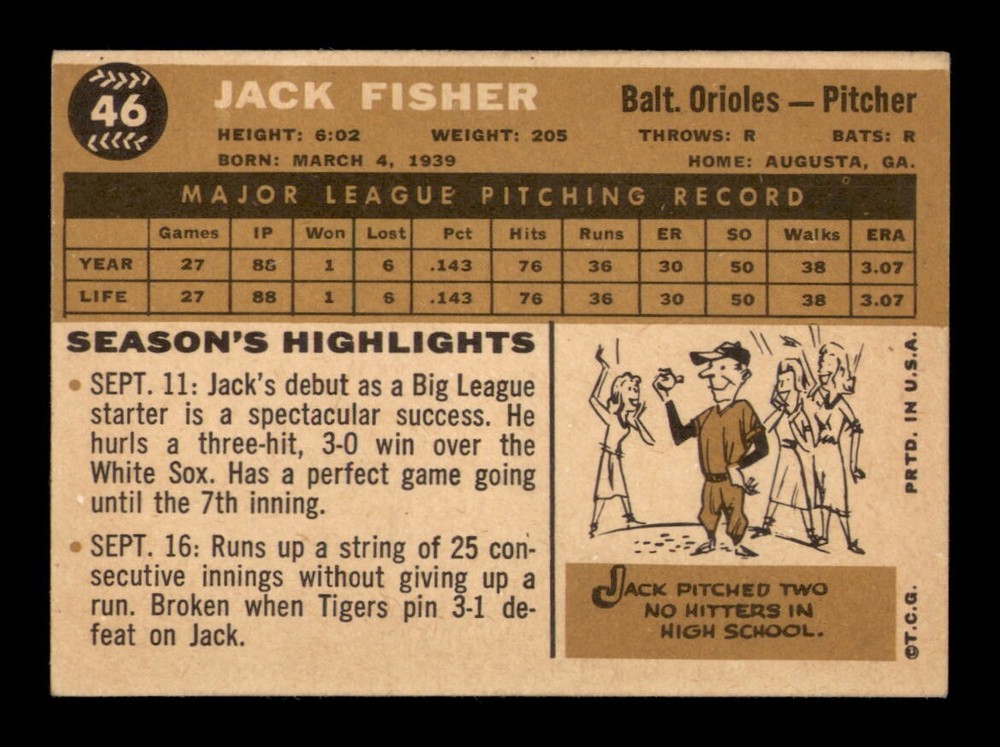 46
JACK FISHER
Balt. Orioles — Pitcher
HEIGHT: 6:02 WEIGHT: 205 THROWS: R BATS: R
BORN: MARCH 4, 1939 HOME: AUGUSTA, GA.
MAJOR LEAGUE PITCHING RECORD
Games IP Won Lost Pct Hits Runs ER SO Walks ERA
YEAR 27 88 1 6 .143 76 36 30 50 38 3.07
LIFE 27 88 1 6 .143 76 36 30 50 38 3.07
SEASON'S HIGHLIGHTS
• SEPT. 11: Jack's debut as a Big League
starter is a spectacular success. He
hurls a three-hit, 3-0 win over the
White Sox. Has a perfect game going
until the 7th inning.
• SEPT. 16: Runs up a string of 25 con-
secutive innings without giving up a
run. Broken when Tigers pin 3-1 de-
feat on Jack.
JACK PITCHED TWO
NO HITTERS IN
HIGH SCHOOL.
PRTD. IN U.S.A.
©T.C.G.